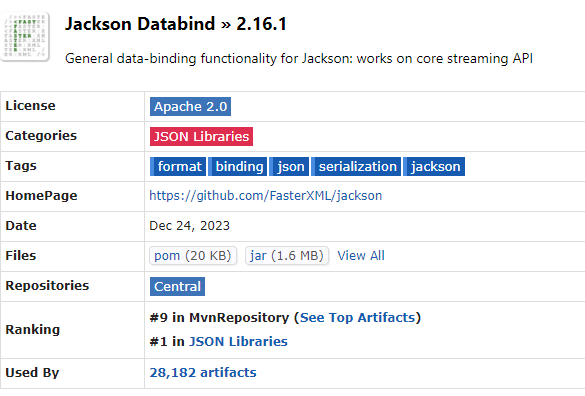 Jackson Databind » 2.16.1
General data-binding functionality for Jackson: works on core streaming API
License Apache 2.0
Categories JSON Libraries
Tags format binding json serialization jackson
HomePage https://github.com/FasterXML/jackson
Date Dec 24, 2023
Files pom (20 KB) jar (1.6 MB) View All
Repositories Central
Ranking #9 in MvnRepository (See Top Artifacts)
#1 in JSON Libraries
Used By 28,182 artifacts